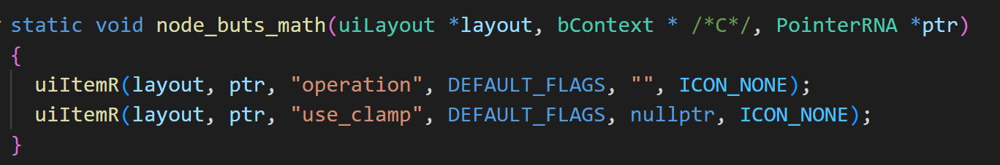 static void node_buts_math(uiLayout *layout, bContext * /*C*/, PointerRNA *ptr)
{
  uiItemR(layout, ptr, "operation", DEFAULT_FLAGS, "", ICON_NONE);
  uiItemR(layout, ptr, "use_clamp", DEFAULT_FLAGS, nullptr, ICON_NONE);
}